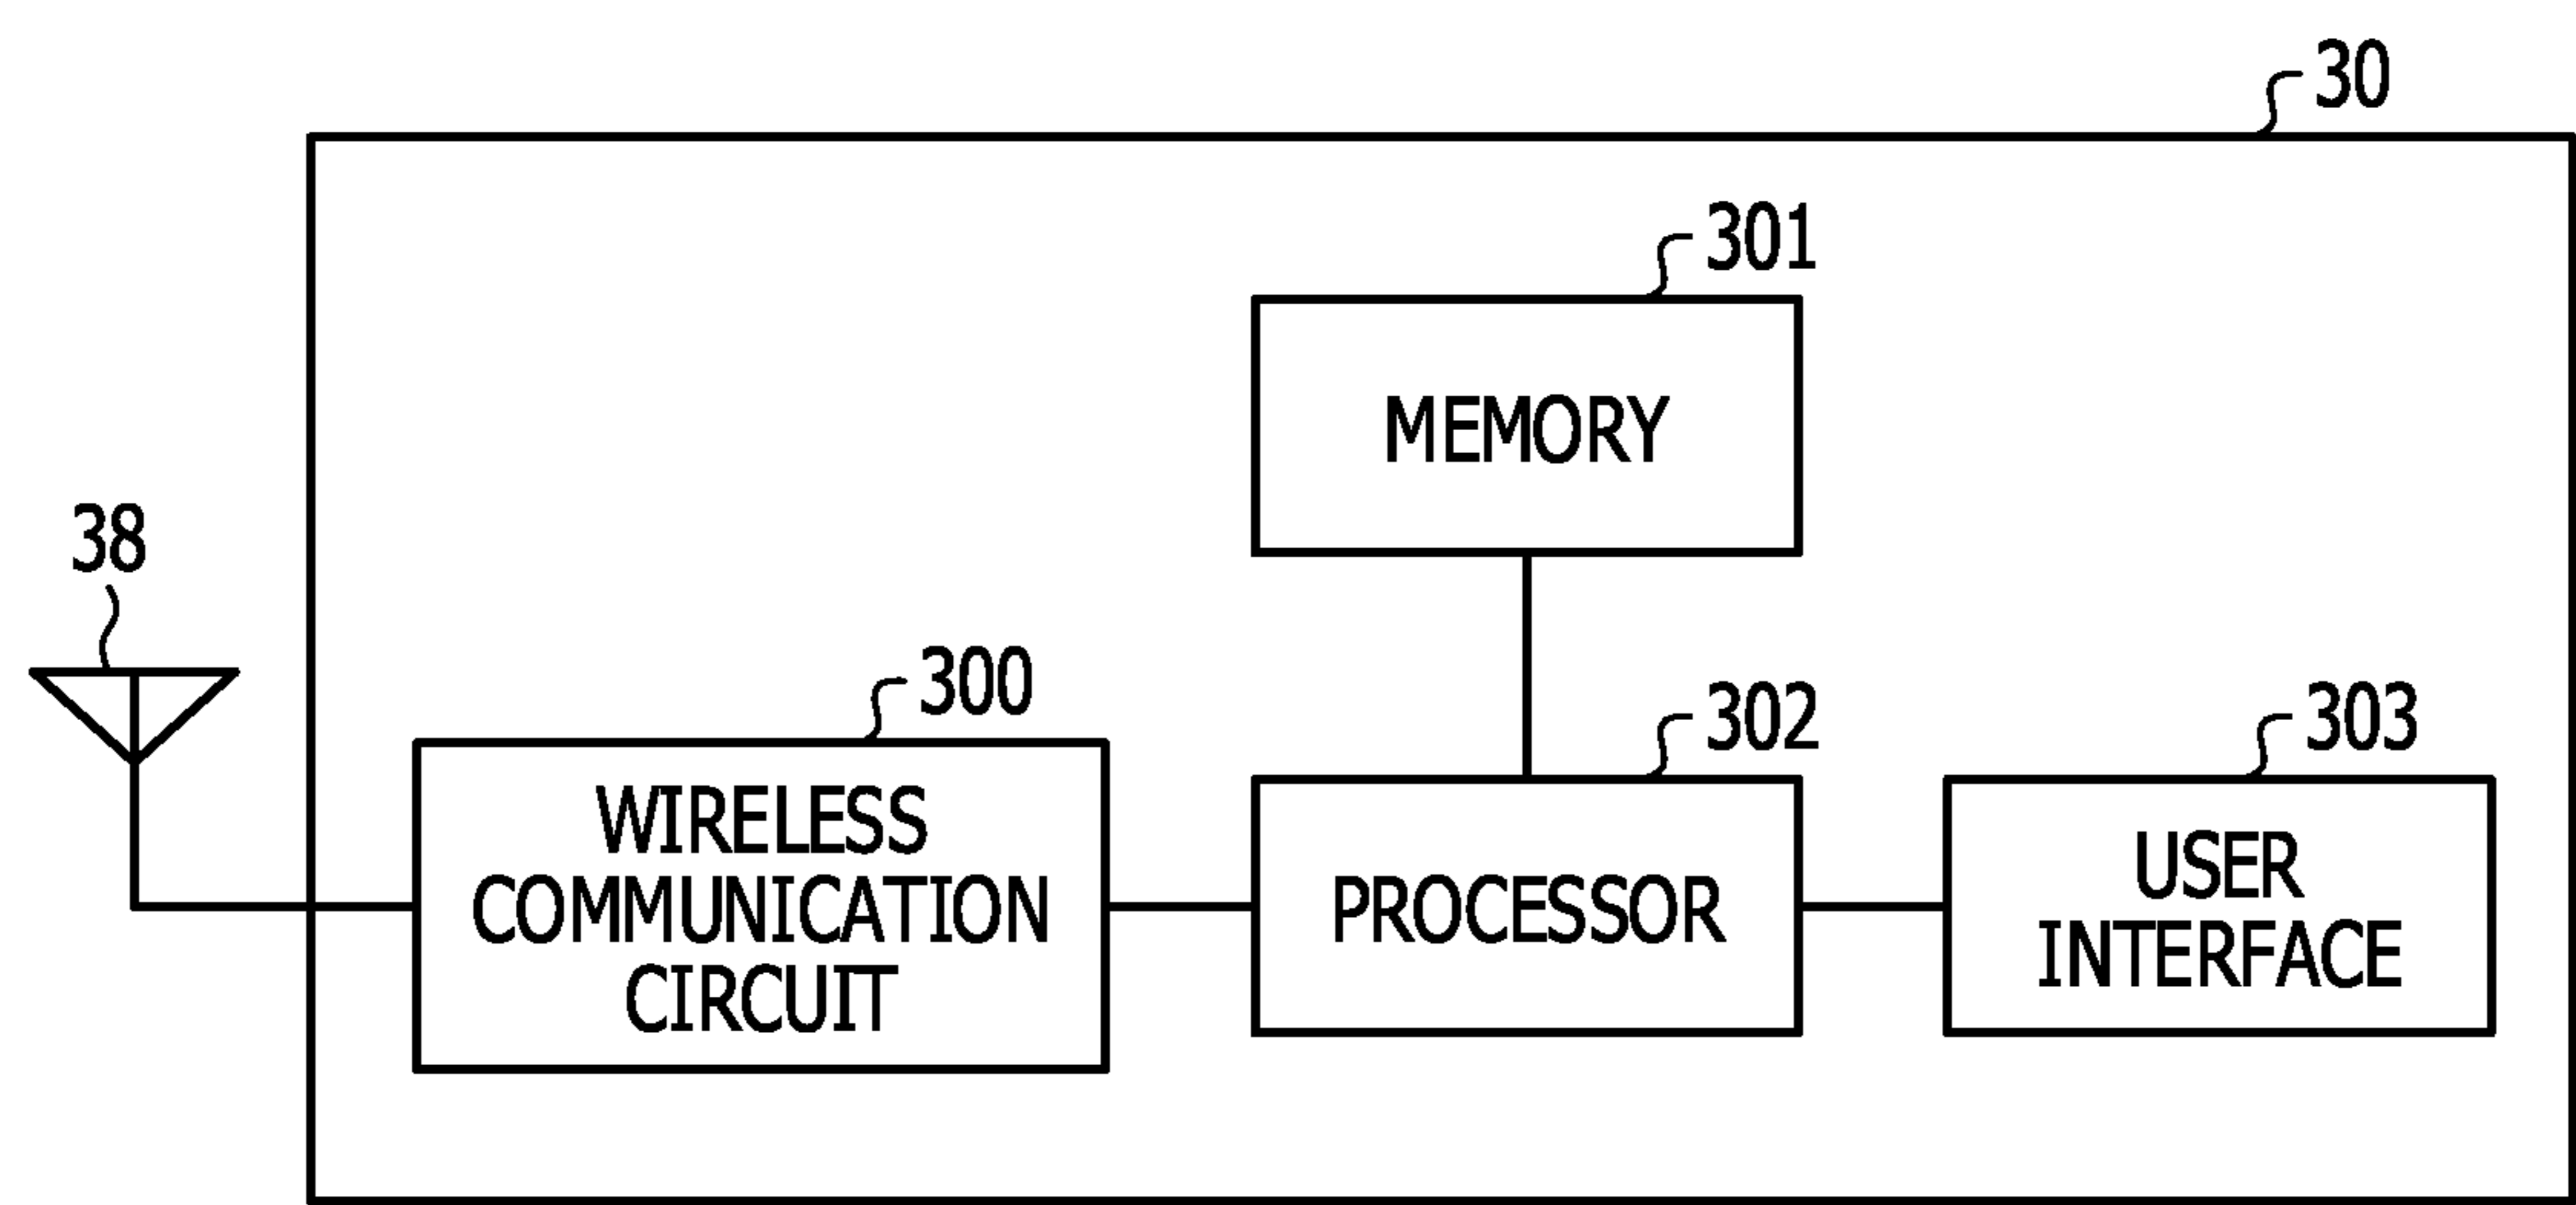 30
301
MEMORY
38
300
302
303
WIRELESS
COMMUNICATION
CIRCUIT
PROCESSOR
USER
INTERFACE